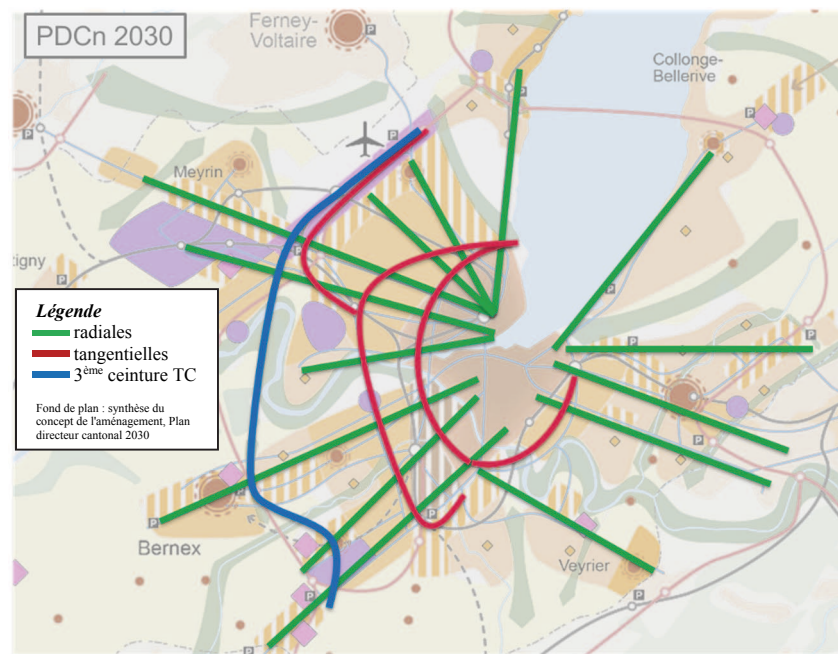 PDCn 2030
Ferney-
Voltaire
P
Collonge-
Bellerive
P
P
P
P
P
Meyrin
P
tigny
P
P
Légende
radiales
tangentielles
3ème ceinture TC
Fond de plan : synthèse du
concept de l'aménagement, Plan
directeur cantonal 2030
P
P
P
P
P
Bernex
P
Veyrier
P
P
P